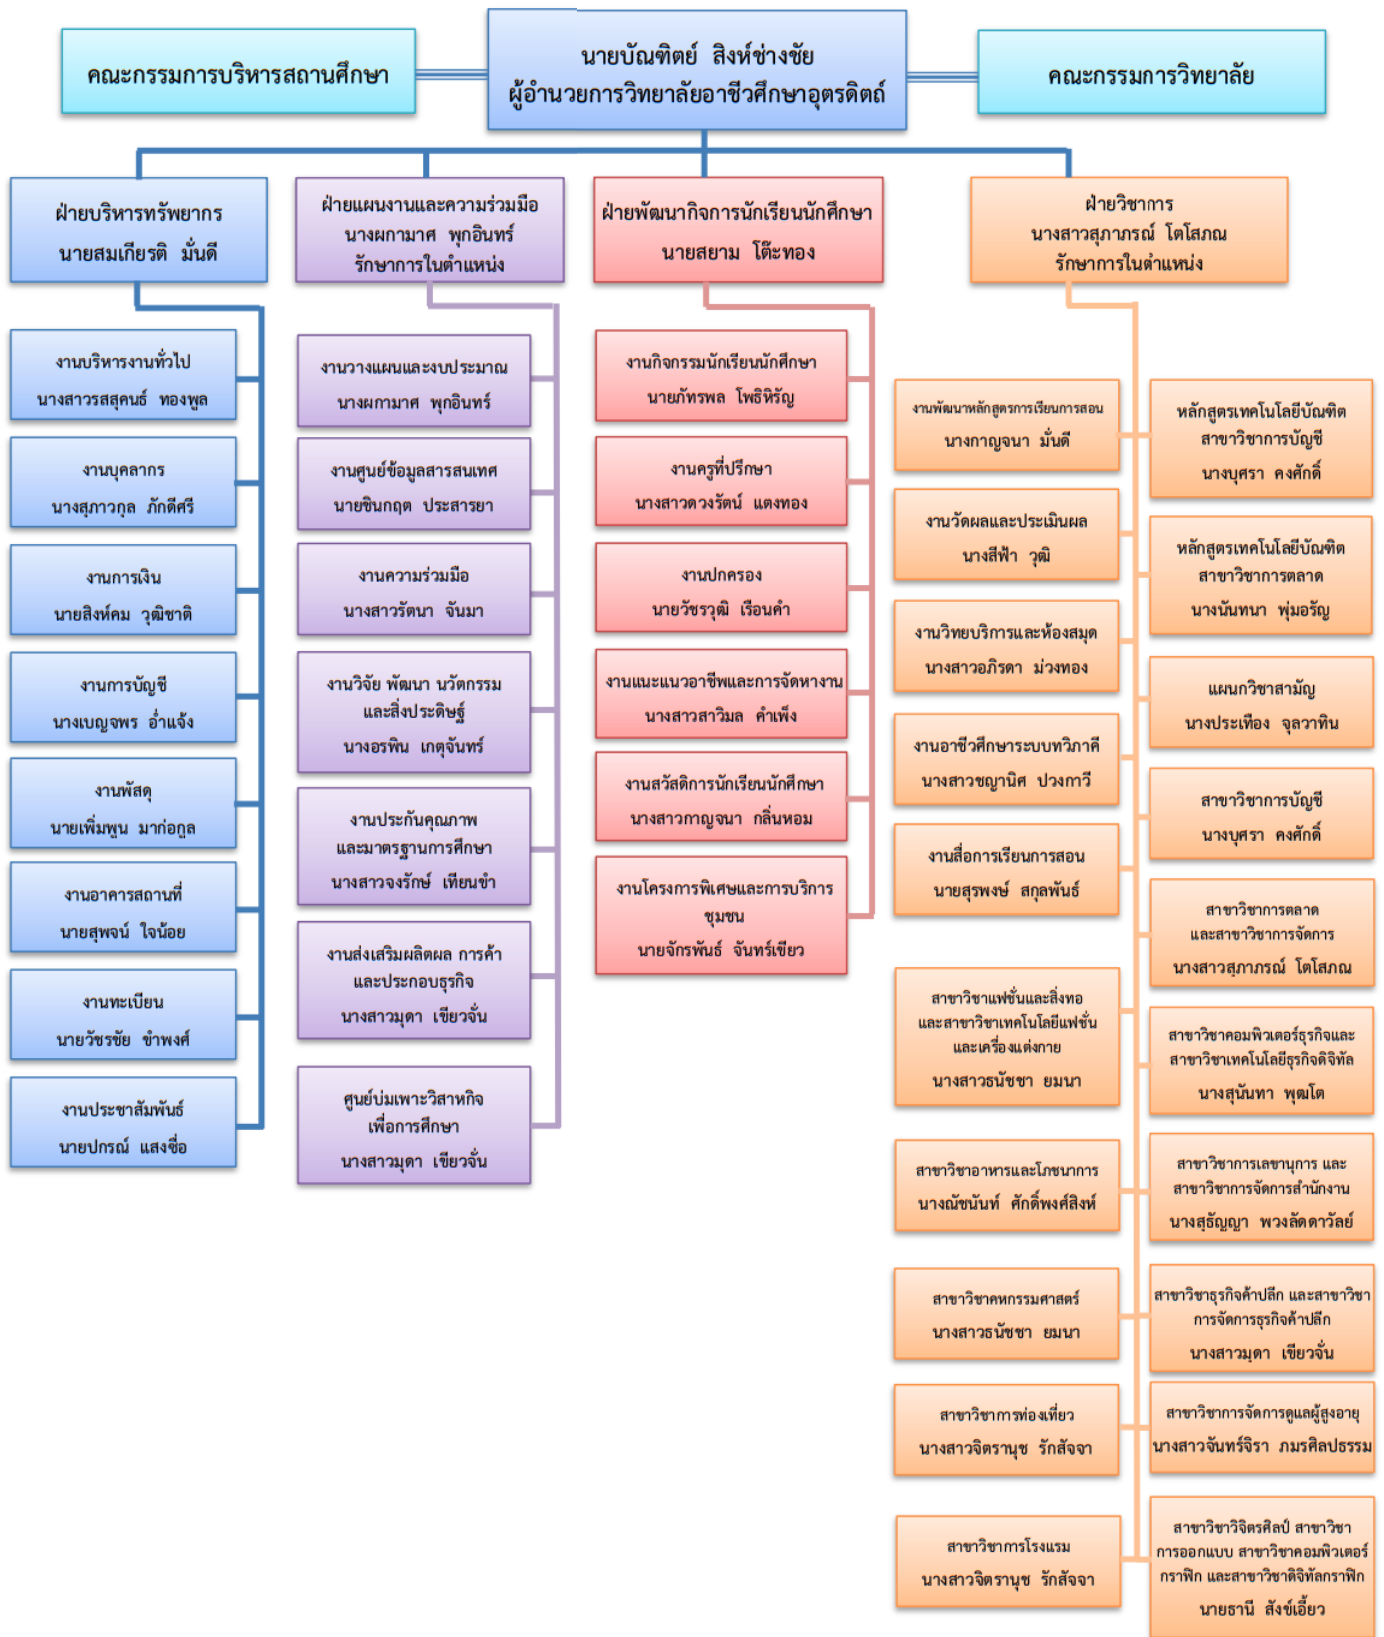 คณะกรรมการบริหารสถานศึกษา
นายบัณฑิตย์ สิงห์ช่างชัย
ผู้อำนวยการวิทยาลัยอาชีวศึกษาอุตรดิตถ์
คณะกรรมการวิทยาลัย
ฝ่ายบริหารทรัพยากร
นายสมเกียรติ มั่นดี
ฝ่ายแผนงานและความร่วมมือ
นางผกามาศ พุกอินทร์
รักษาการในตำแหน่ง
ฝ่ายพัฒนากิจการนักเรียนนักศึกษา
นายสยาม โต๊ะทอง
ฝ่ายวิชาการ
นางสาวสุภาภรณ์ โตโสภณ
รักษาการในตำแหน่ง
งานบริหารงานทั่วไป
นางสาวรสสุคนธ์ ทองพูล
งานบุคลากร
นางสุภาวกุล ภักดีศรี
งานการเงิน
นายสิงห์คม วุฒิชาติ
งานการบัญชี
นางเบญจพร อ่ำแจ้ง
งานพัสดุ
นายเพิ่มพูน มาก่อกูล
งานอาคารสถานที่
นายสุพจน์ ใจน้อย
งานทะเบียน
นายวัชรชัย ขำพงศ์
งานประชาสัมพันธ์
นายปกรณ์ แสงซื่อ
งานวางแผนและงบประมาณ
นางผกามาศ พุกอินทร์
งานศูนย์ข้อมูลสารสนเทศ
นายชินกฤต ประสารยา
งานความร่วมมือ
นางสาวรัตนา จันมา
งานวิจัย พัฒนา นวัตกรรม
และสิ่งประดิษฐ์
นางอรพิน เกตุจันทร์
งานประกันคุณภาพ
และมาตรฐานการศึกษา
นางสาวจงรักษ์ เทียนขำ
งานส่งเสริมผลิตผล การค้า
และประกอบธุรกิจ
นางสาวมุดา เขียวจั่น
ศูนย์บ่มเพาะวิสาหกิจ
เพื่อการศึกษา
นางสาวมุดา เขียวจั่น
งานกิจกรรมนักเรียนนักศึกษา
นายภัทรพล โพธิหิรัญ
งานครูที่ปรึกษา
นางสาวดวงรัตน์ แตงทอง
งานปกครอง
นายวัชรวุฒิ เรือนคำ
งานแนะแนวอาชีพและการจัดหางาน
นางสาวสาวิมล คำเพ็ง
งานสวัสดิการนักเรียนนักศึกษา
นางสาวกาญจนา กลิ่นหอม
งานโครงการพิเศษและการบริการ
ชุมชน
นายจักรพันธ์ จันทร์เขียว
งานพัฒนาหลักสูตรการเรียนการสอน
นางกาญจนา มั่นดี
งานวัดผลและประเมินผล
นางสีฟ้า วุฒิ
งานวิทยบริการและห้องสมุด
นางสาวอภิรดา ม่วงทอง
งานอาชีวศึกษาระบบทวิภาคี
นางสาวชญานิศ ปวงกาวี
งานสื่อการเรียนการสอน
นายสุรพงษ์ สกุลพันธ์
สาขาวิชาแฟชั่นและสิ่งทอ
และสาขาวิชาเทคโนโลยีแฟชั่น
และเครื่องแต่งกาย
นางสาวธนัชชา ยมนา
สาขาวิชาอาหารและโภชนาการ
นางณัชนันท์ ศักดิ์พงศ์สิงห์
สาขาวิชาคหกรรมศาสตร์
นางสาวธนัชชา ยมนา
สาขาวิชาการท่องเที่ยว
นางสาวจิตรานุช รักสัจจา
สาขาวิชาการโรงแรม
นางสาวจิตรานุช รักสัจจา
หลักสูตรเทคโนโลยีบัณฑิต
สาขาวิชาการบัญชี
นางบุศรา คงศักดิ์
หลักสูตรเทคโนโลยีบัณฑิต
สาขาวิชาการตลาด
นางนันทนา พุ่มอรัญ
แผนกวิชาสามัญ
นางประเทือง จุลวาทิน
สาขาวิชาการบัญชี
นางบุศรา คงศักดิ์
สาขาวิชาการตลาด
และสาขาวิชาการจัดการ
นางสาวสุภาภรณ์ โตโสภณ
สาขาวิชาคอมพิวเตอร์ธุรกิจและ
สาขาวิชาเทคโนโลยีธุรกิจดิจิทัล
นางสุนันทา พุฒโต
สาขาวิชาการเลขานุการ และ
สาขาวิชาการจัดการสำนักงาน
นางสุธัญญา พวงลัดดาวัลย์
สาขาวิชาธุรกิจค้าปลีก และสาขาวิชา
การจัดการธุรกิจค้าปลีก
นางสาวมุดา เขียวจั่น
สาขาวิชาการจัดการดูแลผู้สูงอายุ
นางสาวจันทร์จิรา ภมรศิลปธรรม
สาขาวิชาวิจิตรศิลป์ สาขาวิชา
การออกแบบ สาขาวิชาคอมพิวเตอร์
กราฟิก และสาขาวิชาดิจิทัลกราฟิก
นายธานี สังข์เอี้ยว